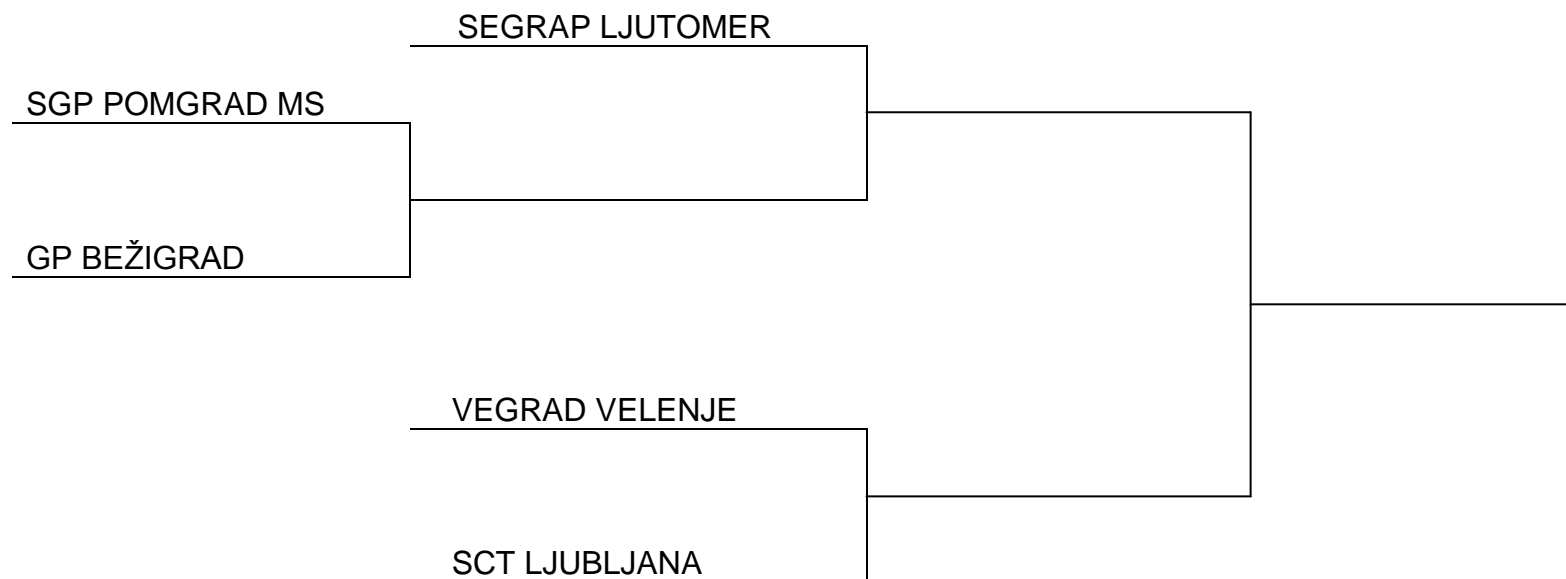 SEGRAP LJUTOMER
SGP POMGRAD MS
GP BEŽIGRAD
VEGRAD VELENJE
SCT LJUBLJANA